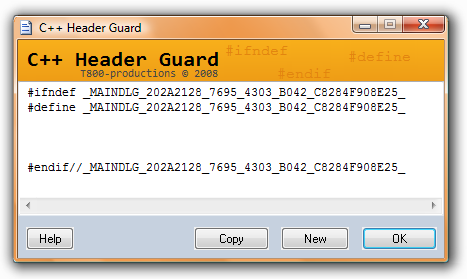 C++ Header Guard
#ifndef
C++ Header Guard
#define
T800-productions © 2008
#endif
#ifndef _MAINDLG_202A2128_7695_4303_B042_C8284F908E25_
#define _MAINDLG_202A2128_7695_4303_B042_C8284F908E25_
#endif//_MAINDLG_202A2128_7695_4303_B042_C8284F908E25_
Help
Copy
New
OK